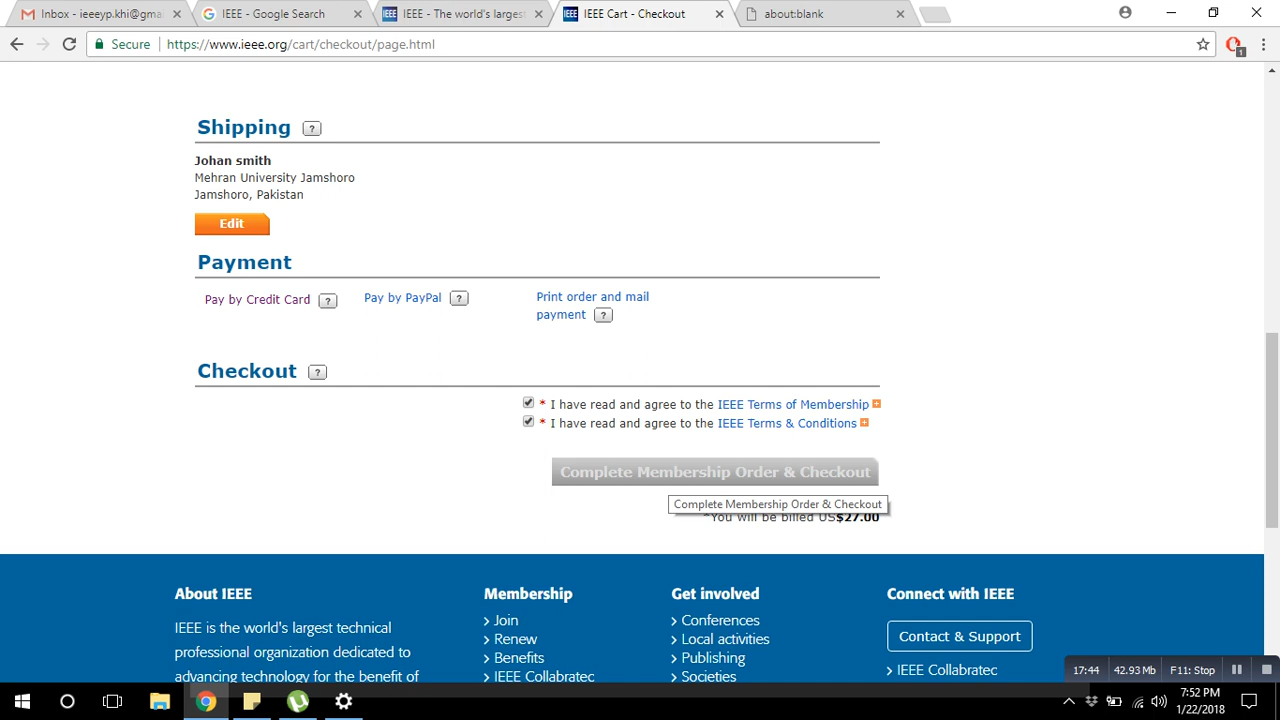 Inbox - ieeeyp.khi@gma
IEEE - Google Search
IEEE - The world's largest
IEEE Cart - Checkout
about:blank
Secure
https://www.ieee.org/cart/checkout/page.html
1
Shipping ?
Johan smith
Mehran University Jamshoro
Jamshoro, Pakistan
Edit
Payment
Pay by Credit Card ?
Pay by PayPal ?
Print order and mail
payment ?
Checkout ?
* I have read and agree to the IEEE Terms of Membership
* I have read and agree to the IEEE Terms & Conditions
Complete Membership Order & Checkout
Complete Membership Order & Checkout
*You will be billed US$27.00
About IEEE
IEEE is the world's largest technical
professional organization dedicated to
advancing technology for the benefit of
Membership
Join
Renew
Benefits
IEEE Collabratec
Get involved
Conferences
Local activities
Publishing
Societies
Connect with IEEE
Contact & Support
IEEE Collabratec
17:44
42.93 Mb
F11: Stop
7:52 PM
1/22/2018